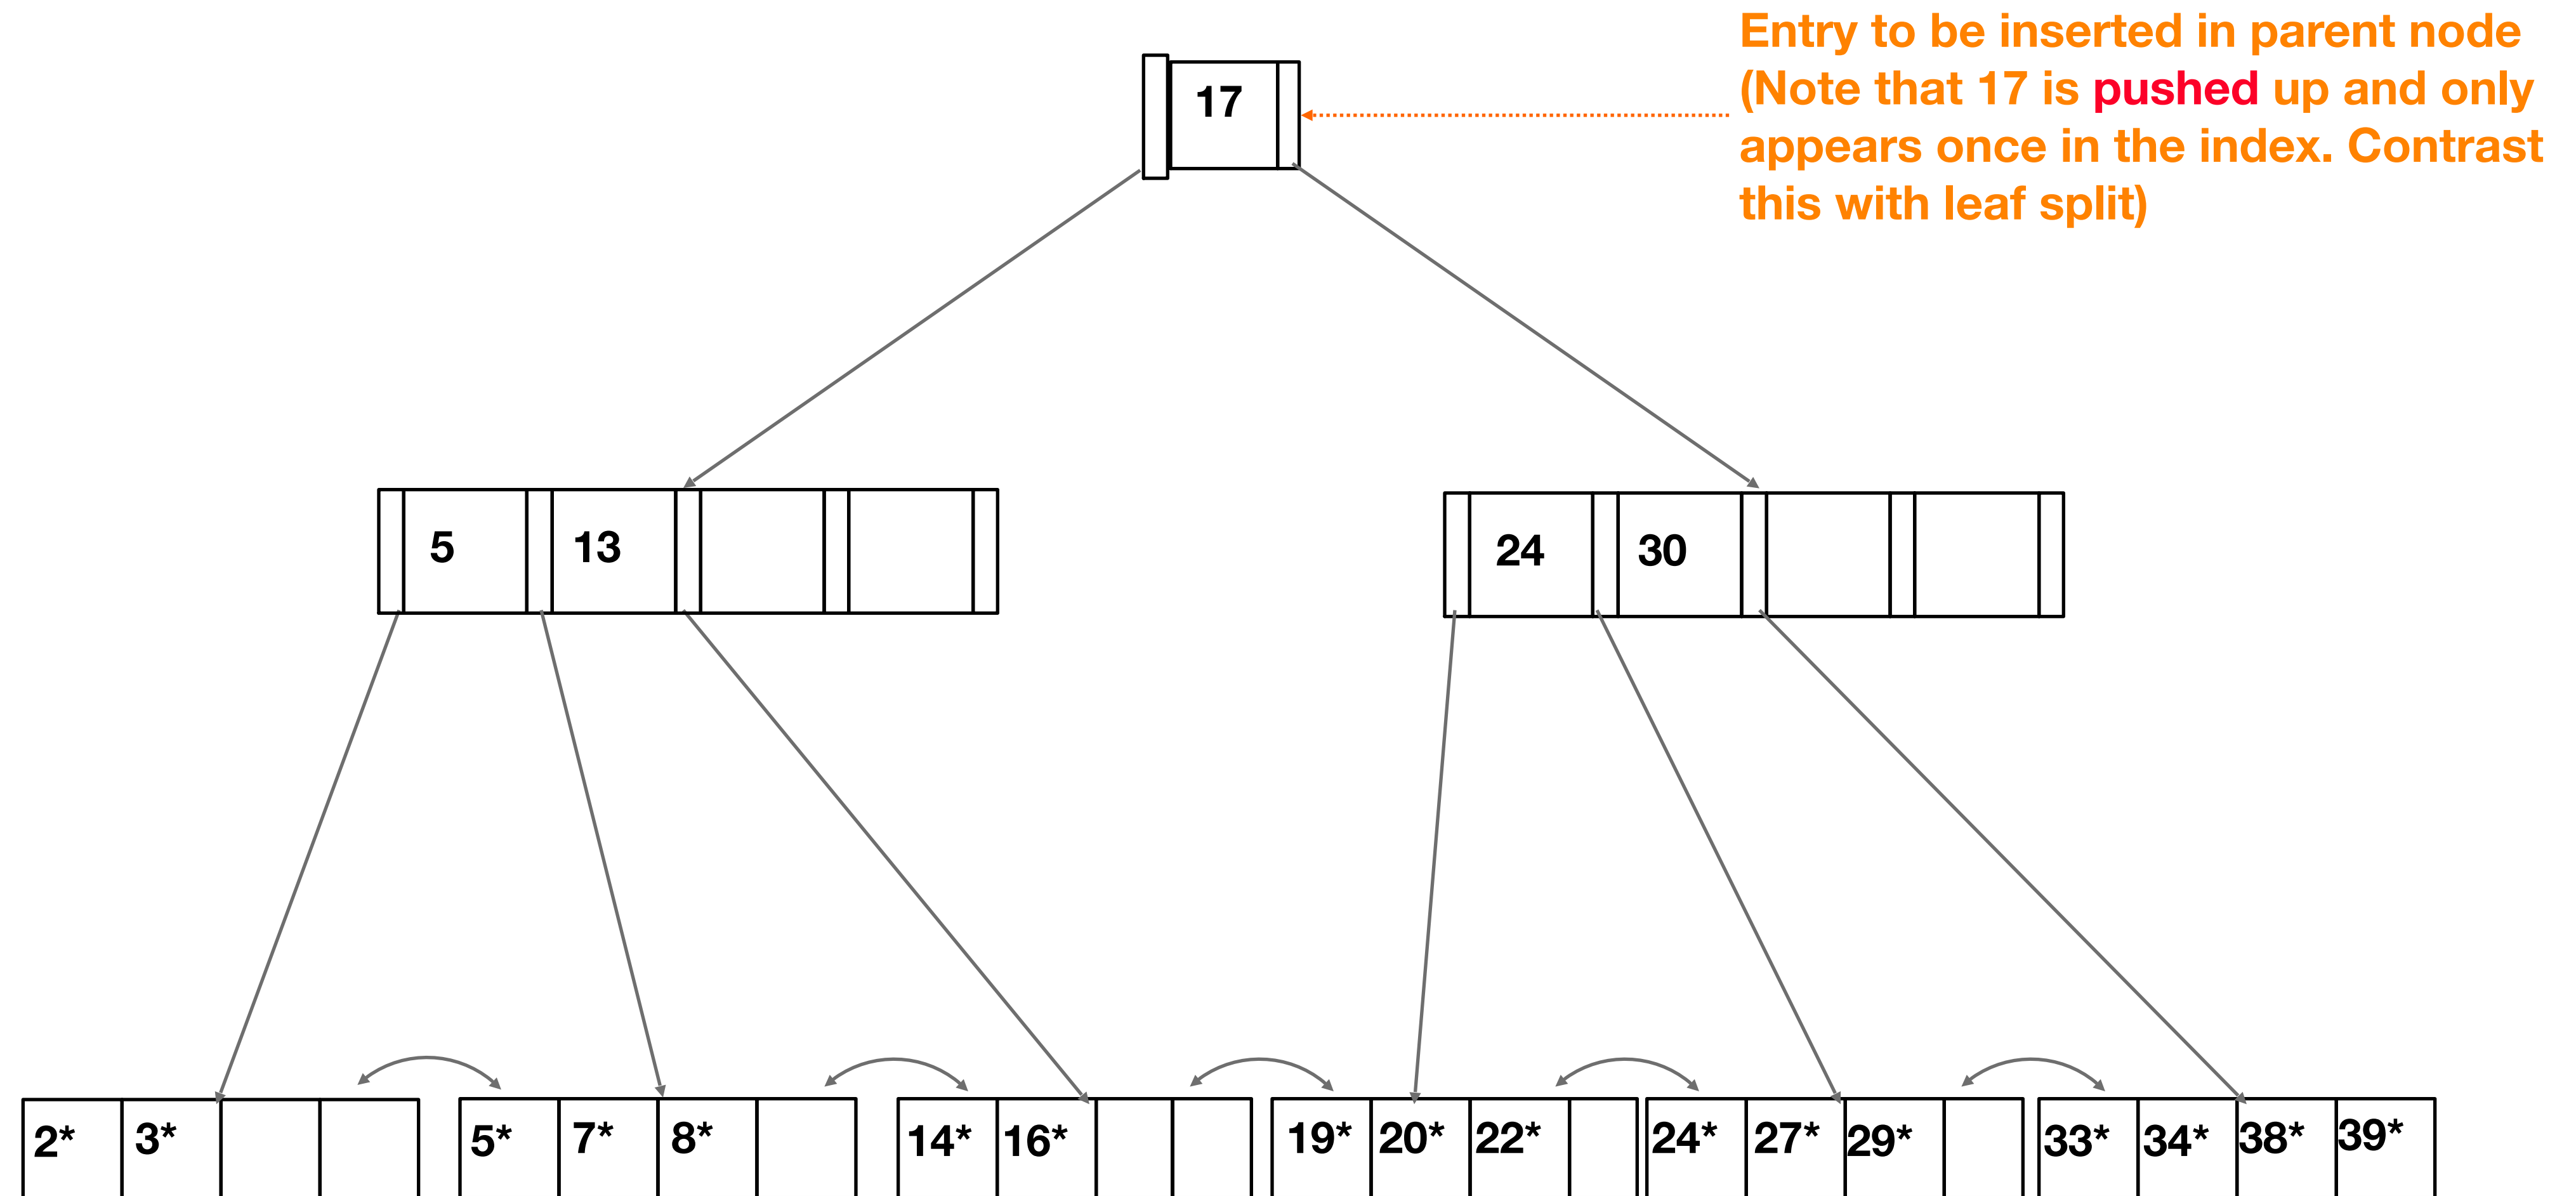 Entry to be inserted in parent node
(Note that 17 is pushed up and only
appears once in the index. Contrast
this with leaf split)
17
5 13
24 30
2* 3*
5* 7* 8*
14* 16*
19* 20* 22*
24* 27* 29*
33* 34* 38* 39*